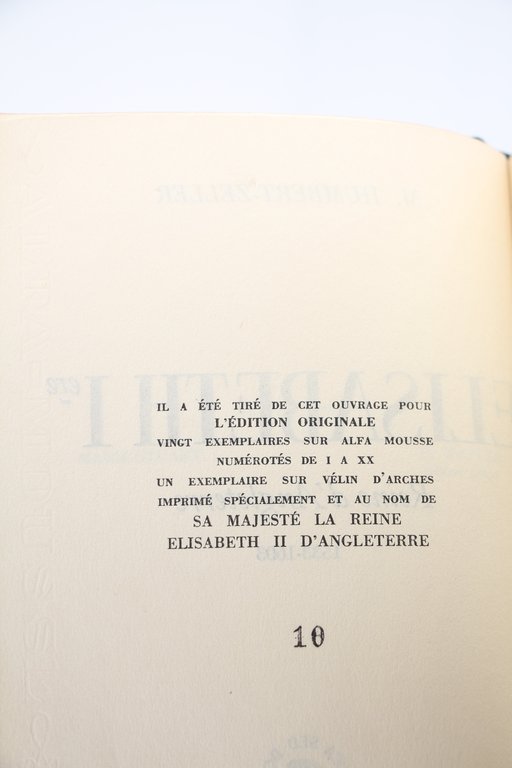 IL A ÉTÉ TIRÉ DE CET OUVRAGE POUR
L'ÉDITION ORIGINALE
VINGT EXEMPLAIRES SUR ALFA MOUSSE
NUMÉROTÉS DE I A XX
UN EXEMPLAIRE SUR VÉLIN D'ARCHES
IMPRIMÉ SPÉCIALEMENT ET AU NOM DE
SA MAJESTÉ LA REINE
ELISABETH II D'ANGLETERRE
10